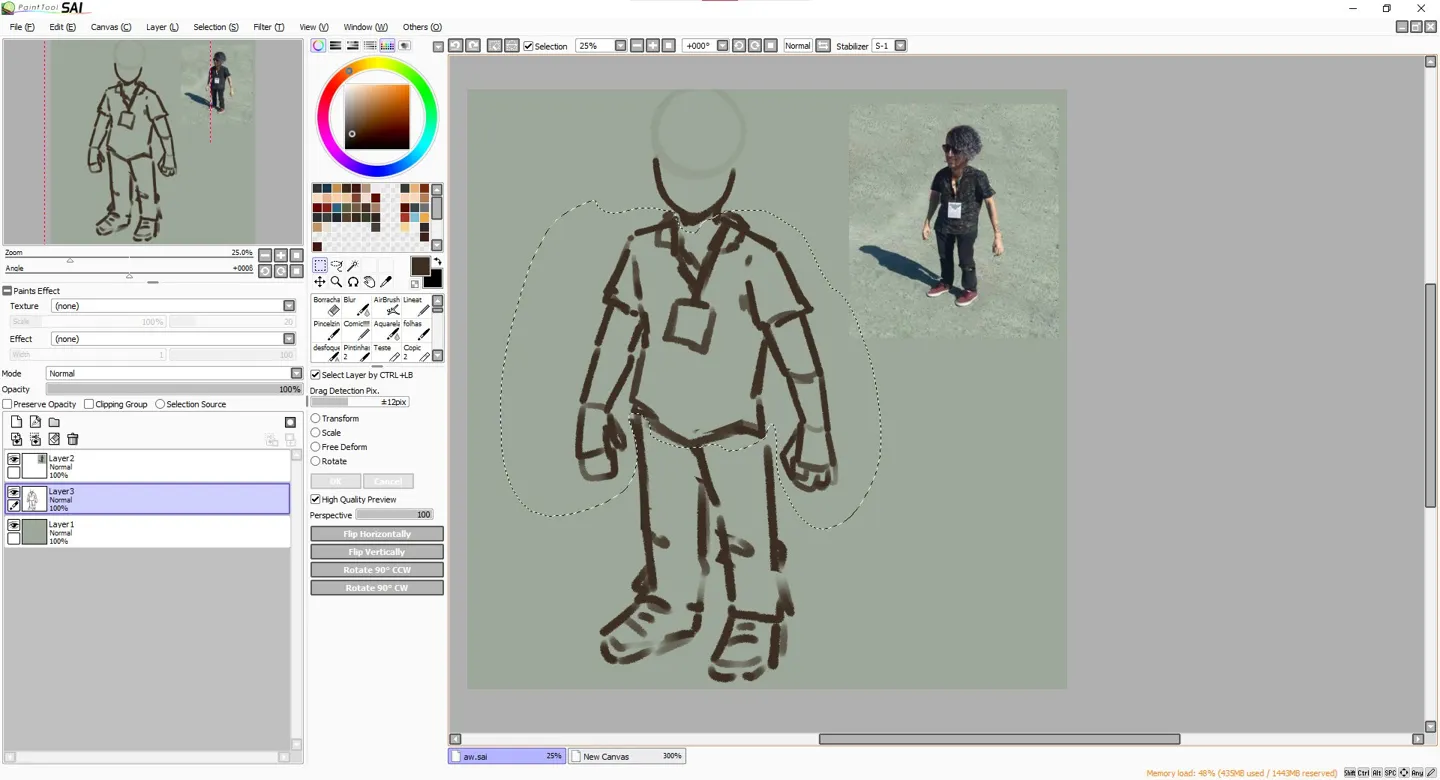 PaintTool SAI
File (F) Edit (E) Canvas (C) Layer (L) Selection (S) Filter (T) View (V) Window (W) Others (O)
Selection 25% +000° Normal Stabilizer S-1
Zoom 25.0%
Angle +000θ
Paints Effect
Texture (none)
Scale 100% 20
Effect (none)
Width 1 100
Mode Normal
Opacity 100%
Preserve Opacity Clipping Group Selection Source
Layer2
Normal
100%
Layer3
Normal
100%
Layer1
Normal
100%
Borracha Blur AirBrush Lineat
Pincelzin Comic!!!! Aquarela folhas
desfoque Pintinhas Teste Copic
2 2
Select Layer by CTRL+LB
Drag Detection Pix.
±12pix
Transform
Scale
Free Deform
Rotate
OK Cancel
High Quality Preview
Perspective 100
Flip Horizontally
Flip Vertically
Rotate 90° CCW
Rotate 90° CW
aw.sai 25% New Canvas 300%
Memory load: 48% (435MB used / 1443MB reserved) Shift Ctrl Alt SPC Any